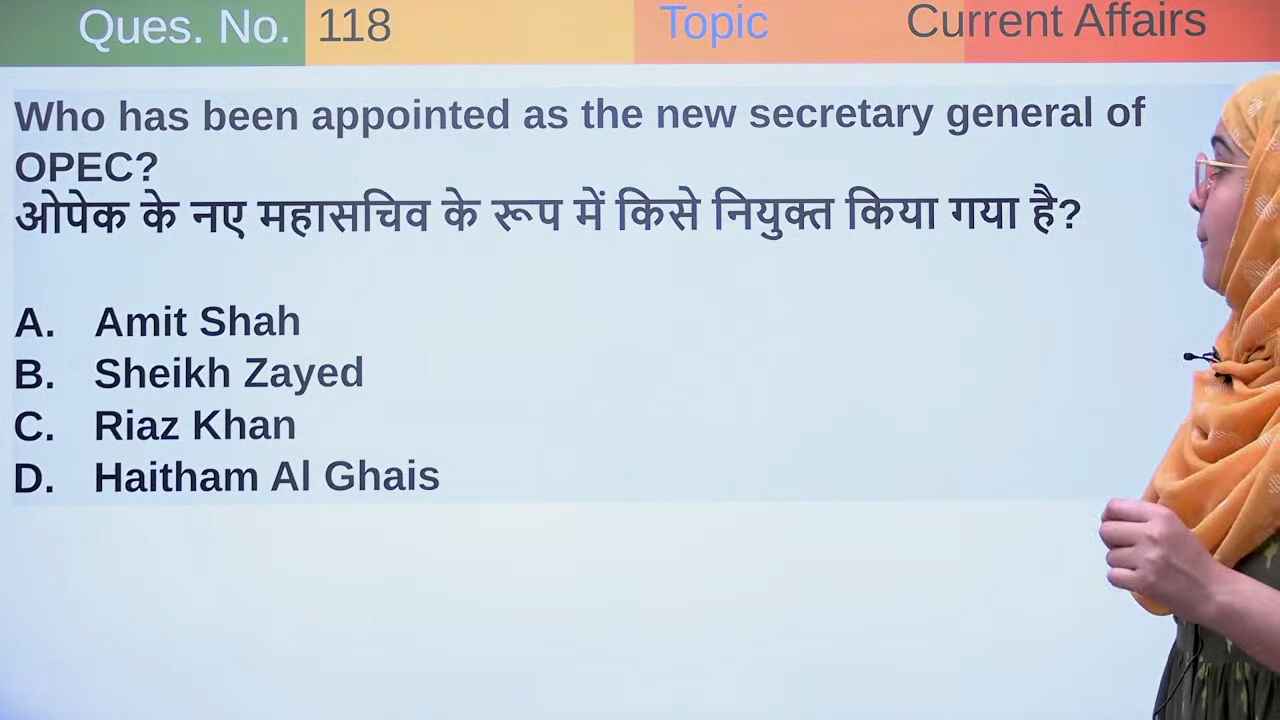 Ques. No. 118 Topic Current Affairs
Who has been appointed as the new secretary general of
OPEC?
ओपेक के नए महासचिव के रूप में किसे नियुक्त किया गया है?
A. Amit Shah
B. Sheikh Zayed
C. Riaz Khan
D. Haitham Al Ghais